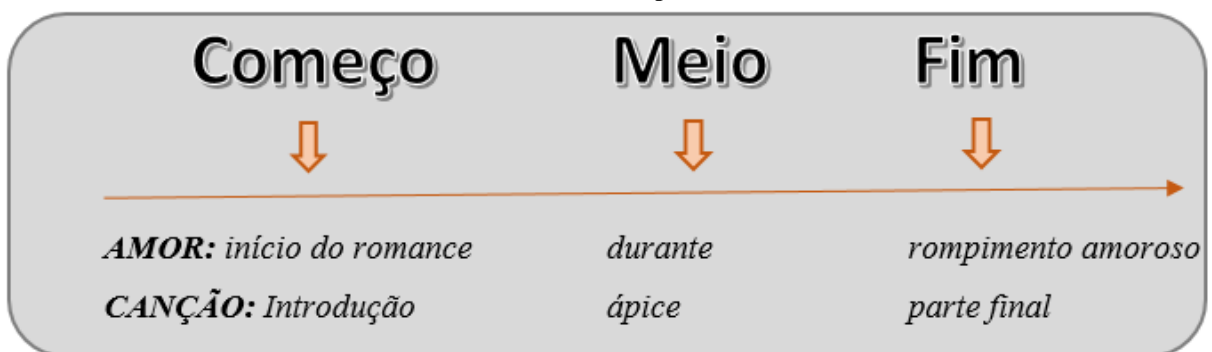 Começo Meio Fim
AMOR: início do romance durante rompimento amoroso
CANÇÃO: Introdução ápice parte final